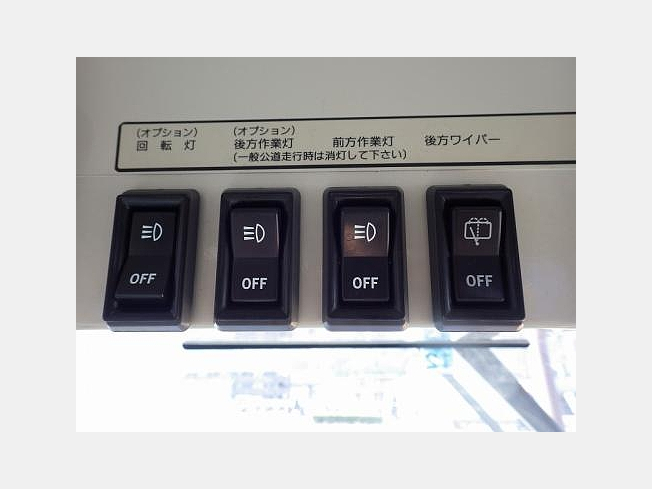 (オプション)
回転灯
(オプション)
後方作業灯
前方作業灯
(一般公道走行時は消灯して下さい)
後方ワイパー
OFF
OFF
OFF
OFF